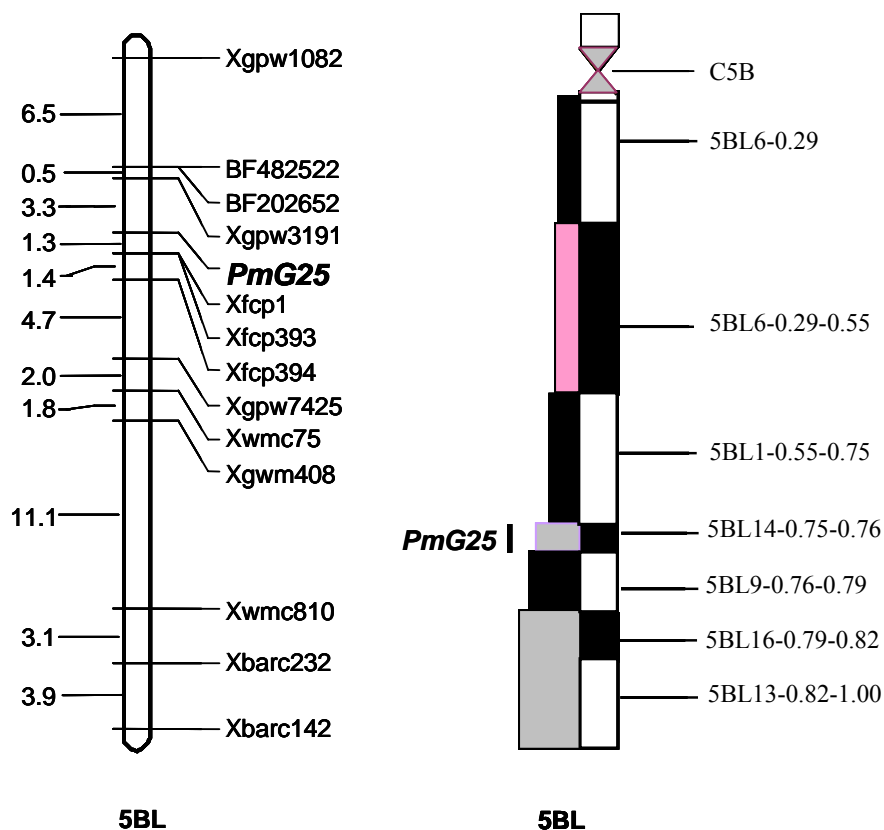 Xgpw1082
6.5
BF482522
0.5
BF202652
3.3
Xgpw3191
1.3
PmG25
1.4
Xfcp1
4.7
Xfcp393
Xfcp394
2.0
Xgpw7425
1.8
Xwmc75
Xgwm408
11.1
Xwmc810
3.1
Xbarc232
3.9
Xbarc142
5BL
C5B
5BL6-0.29
5BL6-0.29-0.55
5BL1-0.55-0.75
PmG25
5BL14-0.75-0.76
5BL9-0.76-0.79
5BL16-0.79-0.82
5BL13-0.82-1.00
5BL